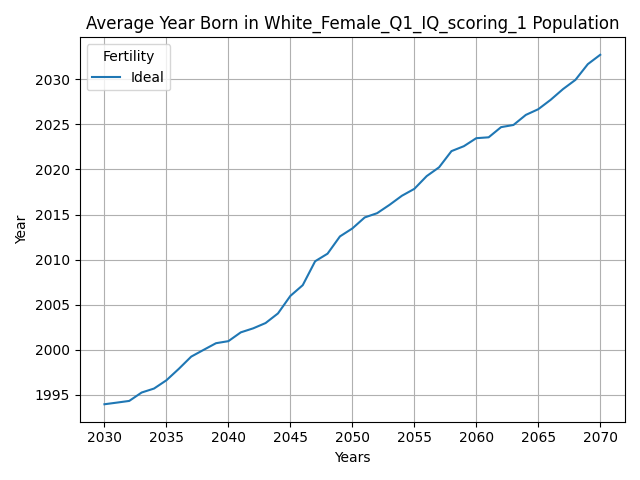 Average Year Born in White_Female_Q1_IQ_scoring_1 Population
Fertility
Ideal
Year
2030
2025
2020
2015
2010
2005
2000
1995
2030 2035 2040 2045 2050 2055 2060 2065 2070
Years